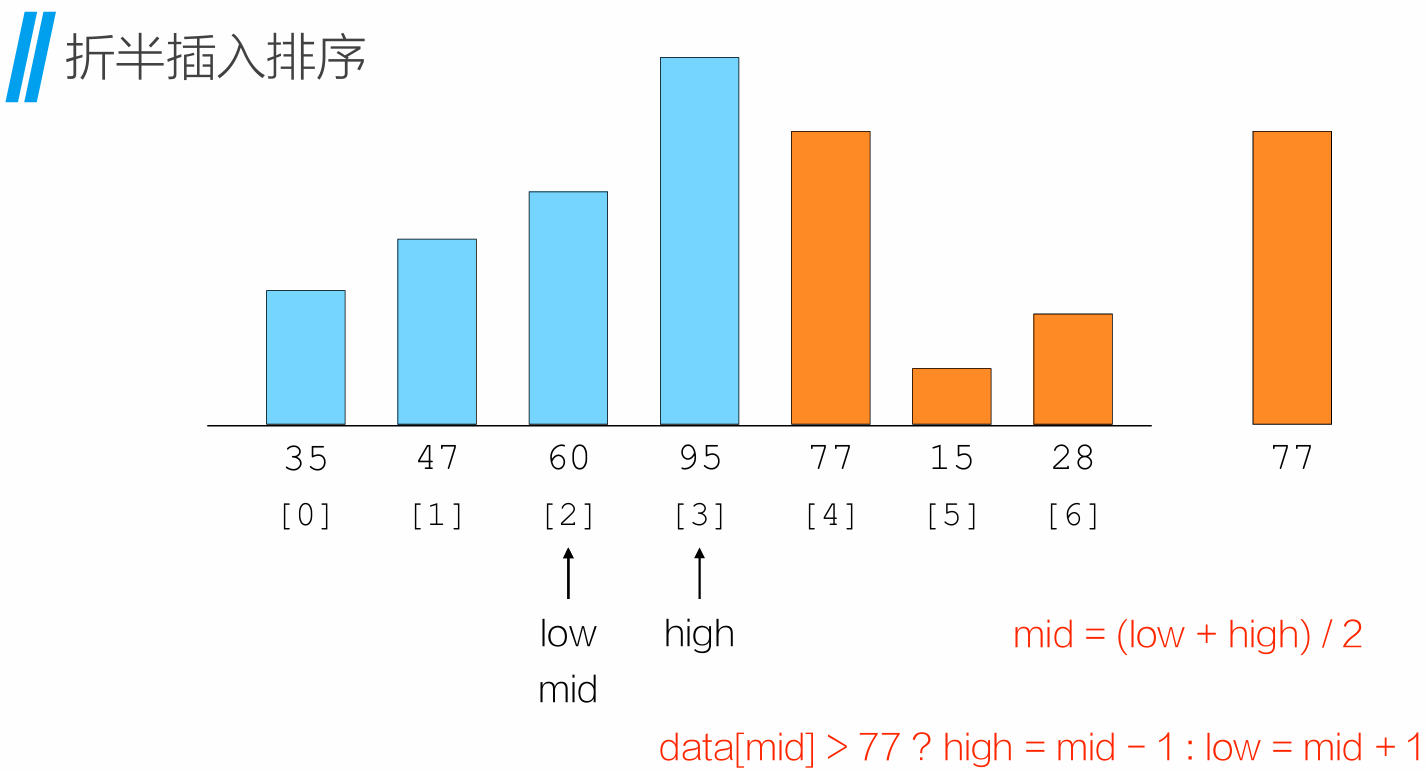 折半插入排序
35 47 60 95 77 15 28 77
[0] [1] [2] [3] [4] [5] [6]
low high mid = (low + high) / 2
mid
data[mid] > 77 ? high = mid − 1 : low = mid + 1